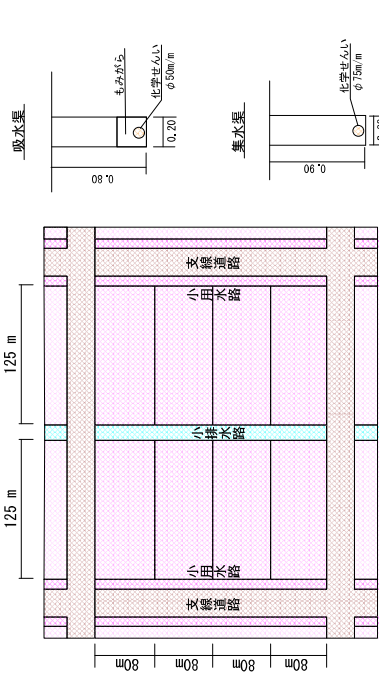 吸水渠
もみがら
化学せんい
φ50m/m
0.80
0.20
集水渠
化学せんい
φ75m/m
0.90
125 m
125 m
支線道路
小用水路
小排水路
小用水路
支線道路
80m
80m
80m
80m